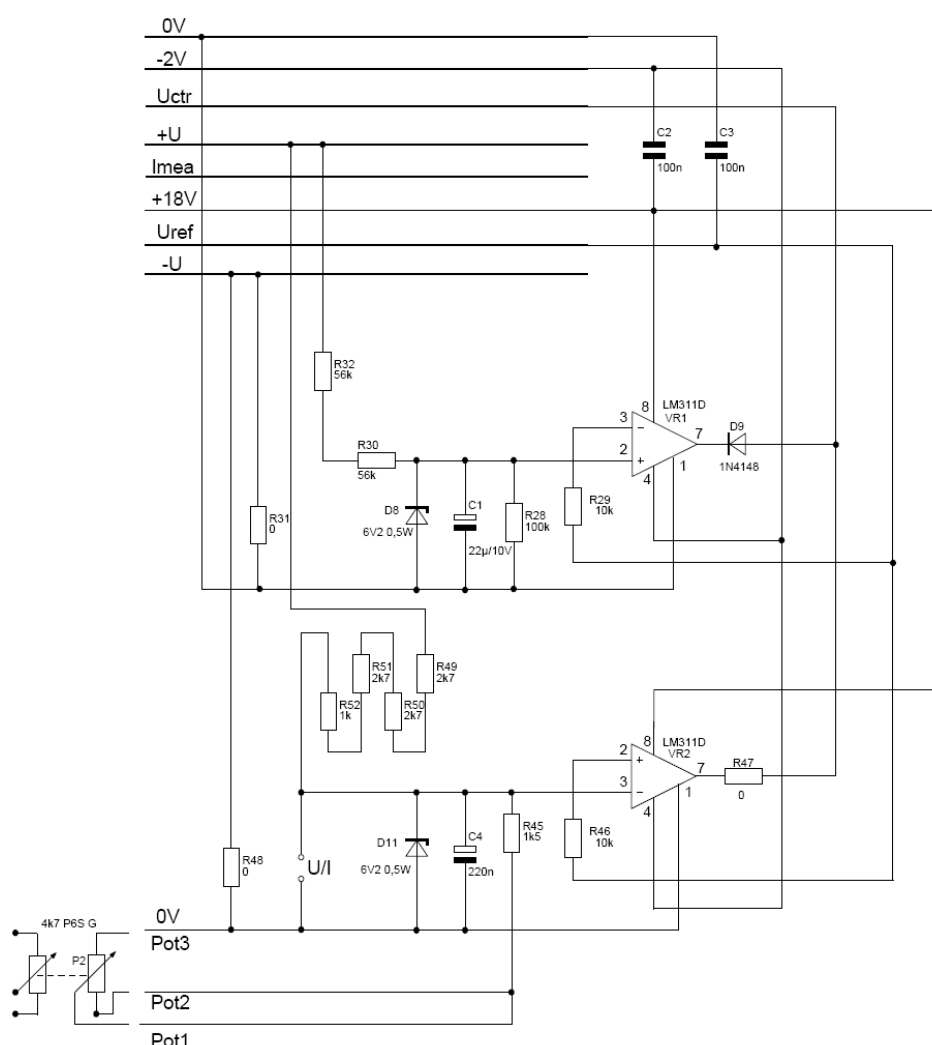 0V
-2V
Uctr
+U
Imea
+18V
Uref
-U
C2
100n
C3
100n
R32
56k
R30
56k
R31
0
D8
6V2 0,5W
C1
22µ/10V
R28
100k
R29
10k
3
2
8
4
1
7
LM311D
VR1
D9
1N4148
R51
2k7
R49
2k7
R52
1k
R50
2k7
LM311D
VR2
8
2
3
4
1
7
R47
0
R46
10k
R45
1k5
C4
220n
D11
6V2 0,5W
U/I
R48
0
4k7 P6S G
P2
0V
Pot3
Pot2
Pot1